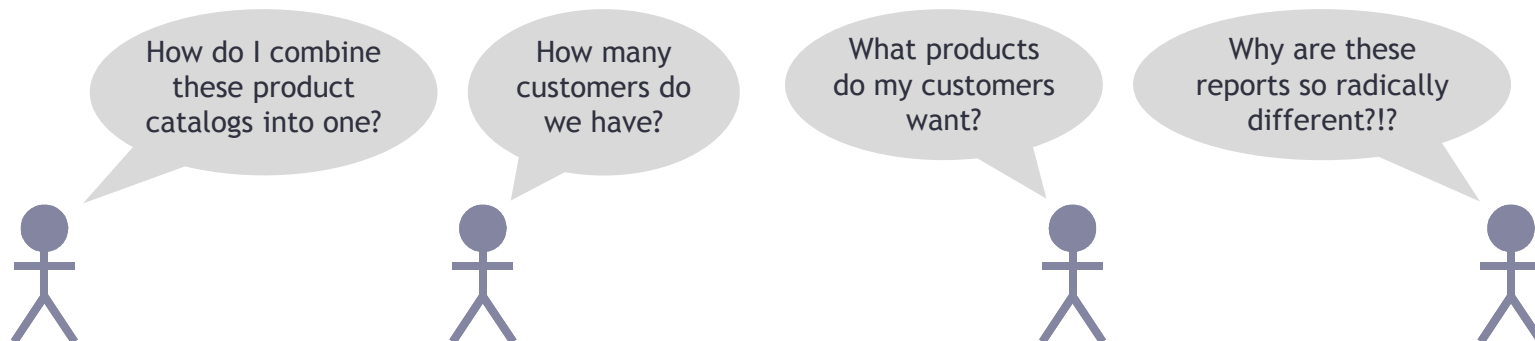 How do I combine
these product
catalogs into one?
How many
customers do
we have?
What products
do my customers
want?
Why are these
reports so radically
different?!?